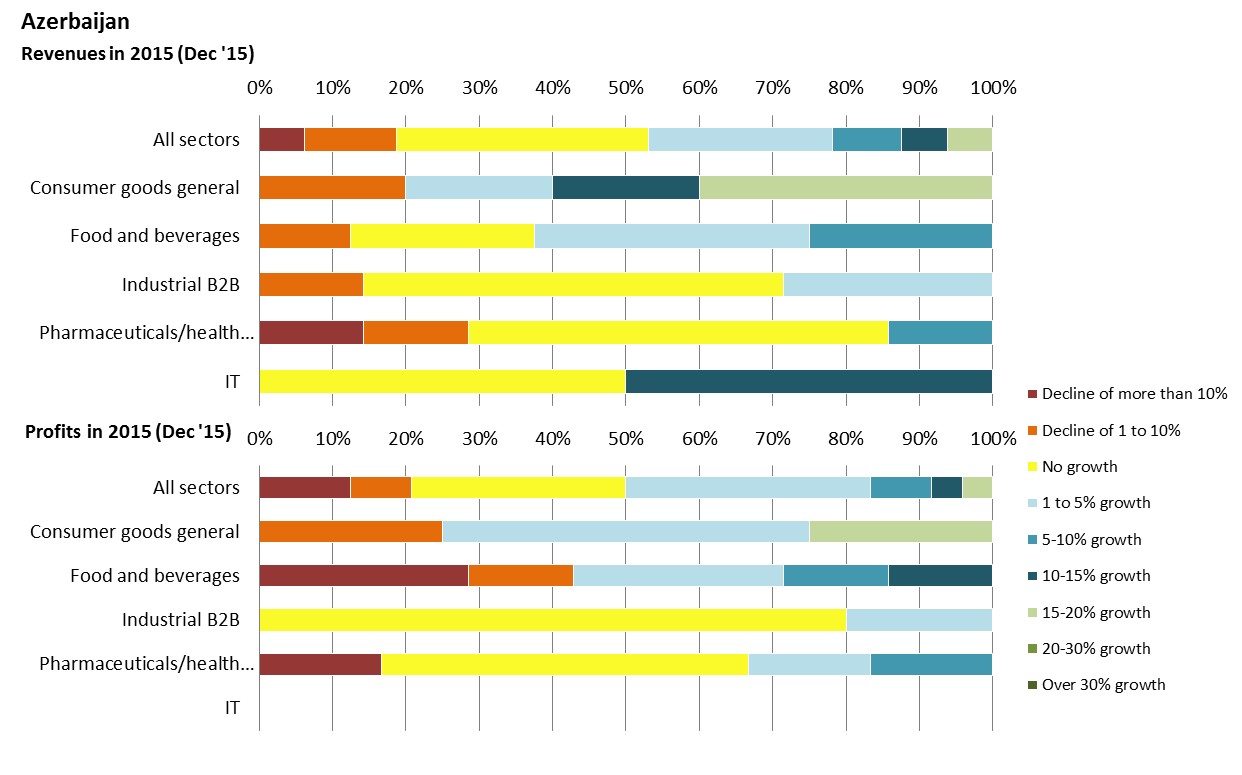 Azerbaijan
Revenues in 2015 (Dec '15)
0% 10% 20% 30% 40% 50% 60% 70% 80% 90% 100%
All sectors
Consumer goods general
Food and beverages
Industrial B2B
Pharmaceuticals/health...
IT
Profits in 2015 (Dec '15)
0% 10% 20% 30% 40% 50% 60% 70% 80% 90% 100%
All sectors
Consumer goods general
Food and beverages
Industrial B2B
Pharmaceuticals/health...
IT
Decline of more than 10%
Decline of 1 to 10%
No growth
1 to 5% growth
5-10% growth
10-15% growth
15-20% growth
20-30% growth
Over 30% growth